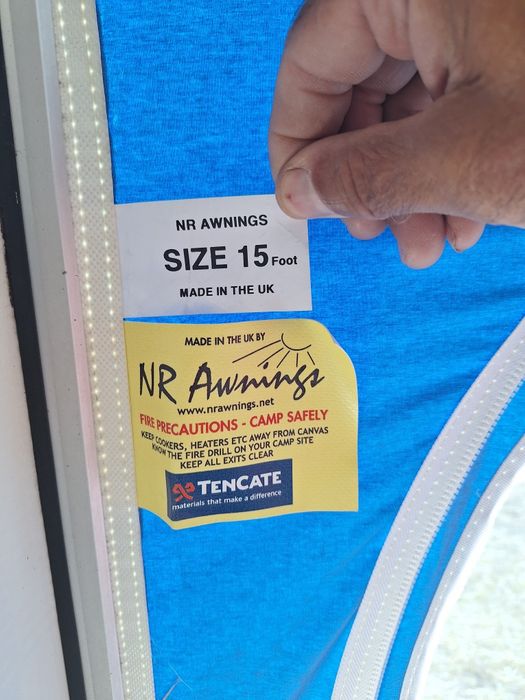 NR AWNINGS
SIZE 15 Foot
MADE IN THE UK
MADE IN THE UK BY
NR Awnings
www.nrawnings.net
FIRE PRECAUTIONS - CAMP SAFELY
KEEP COOKERS, HEATERS ETC AWAY FROM CANVAS
KNOW THE FIRE DRILL ON YOUR CAMP SITE
KEEP ALL EXITS CLEAR
TENCATE
materials that make a difference